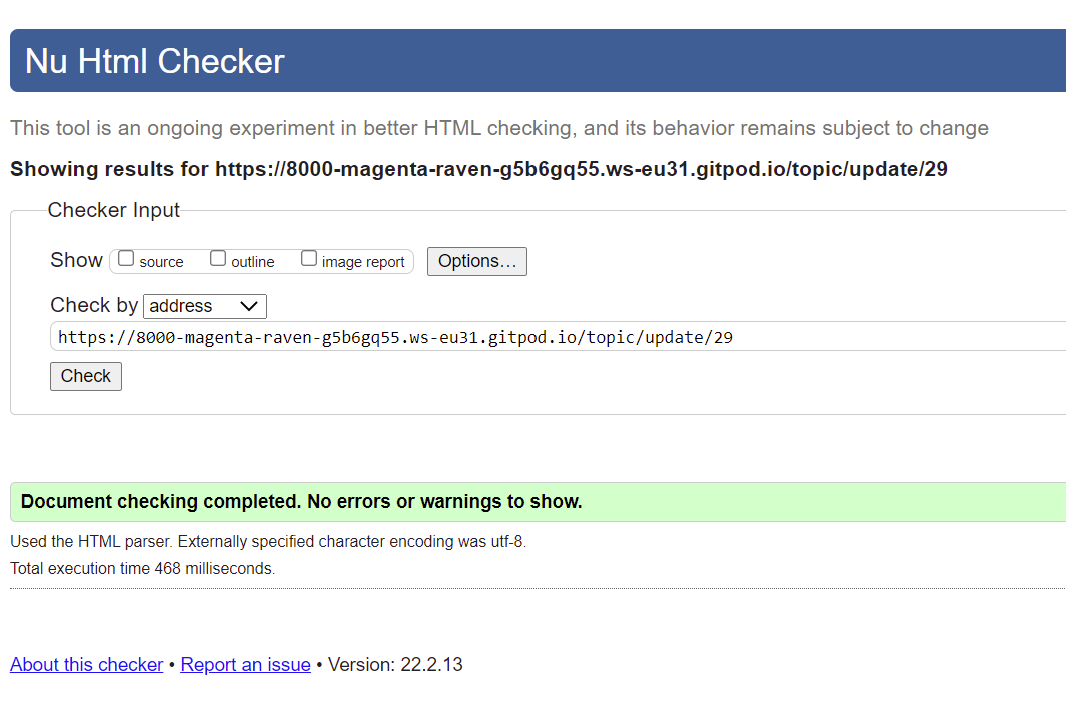 Nu Html Checker
This tool is an ongoing experiment in better HTML checking, and its behavior remains subject to change
Showing results for https://8000-magenta-raven-g5b6gq55.ws-eu31.gitpod.io/topic/update/29
Checker Input
Show source outline image report Options…
Check by address
https://8000-magenta-raven-g5b6gq55.ws-eu31.gitpod.io/topic/update/29
Check
Document checking completed. No errors or warnings to show.
Used the HTML parser. Externally specified character encoding was utf-8.
Total execution time 468 milliseconds.
About this checker • Report an issue • Version: 22.2.13